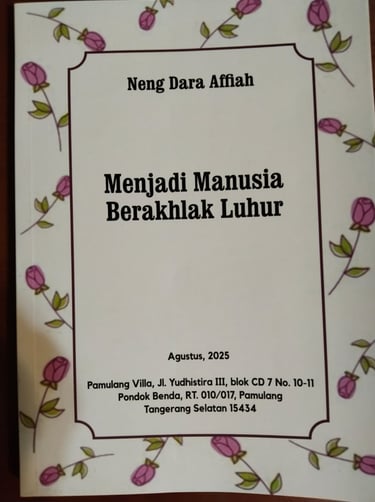 Neng Dara Affiah
Menjadi Manusia
Berakhlak Luhur
Agustus, 2025
Pamulang Villa, Jl. Yudhistira III, blok CD 7 No. 10-11
Pondok Benda, RT. 010/017, Pamulang
Tangerang Selatan 15434